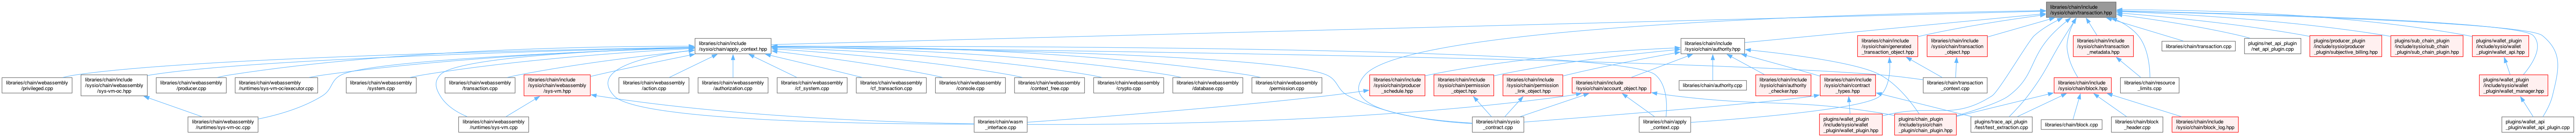 libraries/chain/include
/sysio/chain/transaction.hpp
libraries/chain/include
/sysio/chain/apply_context.hpp
libraries/chain/include
/sysio/chain/authority.hpp
libraries/chain/include
/sysio/chain/generated
_transaction_object.hpp
libraries/chain/include
/sysio/chain/transaction
_object.hpp
libraries/chain/include
/sysio/chain/transaction
_metadata.hpp
libraries/chain/transaction.cpp
plugins/net_api_plugin
/net_api_plugin.cpp
plugins/producer_plugin
/include/sysio/producer
_plugin/subjective_billing.hpp
plugins/sub_chain_plugin
/include/sysio/sub_chain
_plugin/sub_chain_plugin.hpp
plugins/wallet_plugin
/include/sysio/wallet
_plugin/wallet_api.hpp
libraries/chain/webassembly
/privileged.cpp
libraries/chain/include
/sysio/chain/webassembly
/sys-vm-oc.hpp
libraries/chain/webassembly
/producer.cpp
libraries/chain/webassembly
/runtimes/sys-vm-oc/executor.cpp
libraries/chain/webassembly
/system.cpp
libraries/chain/webassembly
/transaction.cpp
libraries/chain/include
/sysio/chain/webassembly
/sys-vm.hpp
libraries/chain/webassembly
/action.cpp
libraries/chain/webassembly
/authorization.cpp
libraries/chain/webassembly
/cf_system.cpp
libraries/chain/webassembly
/cf_transaction.cpp
libraries/chain/webassembly
/console.cpp
libraries/chain/webassembly
/context_free.cpp
libraries/chain/webassembly
/crypto.cpp
libraries/chain/webassembly
/database.cpp
libraries/chain/webassembly
/permission.cpp
libraries/chain/include
/sysio/chain/producer
_schedule.hpp
libraries/chain/include
/sysio/chain/permission
_object.hpp
libraries/chain/include
/sysio/chain/permission
_link_object.hpp
libraries/chain/include
/sysio/chain/account_object.hpp
libraries/chain/authority.cpp
libraries/chain/include
/sysio/chain/authority
_checker.hpp
libraries/chain/include
/sysio/chain/contract
_types.hpp
libraries/chain/transaction
_context.cpp
libraries/chain/include
/sysio/chain/block.hpp
libraries/chain/resource
_limits.cpp
plugins/wallet_plugin
/include/sysio/wallet
_plugin/wallet_manager.hpp
libraries/chain/webassembly
/runtimes/sys-vm-oc.cpp
libraries/chain/webassembly
/runtimes/sys-vm.cpp
libraries/chain/wasm
_interface.cpp
libraries/chain/sysio
_contract.cpp
libraries/chain/apply
_context.cpp
plugins/wallet_plugin
/include/sysio/wallet
_plugin/wallet_plugin.hpp
plugins/chain_plugin
/include/sysio/chain
_plugin/chain_plugin.hpp
plugins/trace_api_plugin
/test/test_extraction.cpp
libraries/chain/block.cpp
libraries/chain/block
_header.cpp
libraries/chain/include
/sysio/chain/block_log.hpp
plugins/wallet_api
_plugin/wallet_api_plugin.cpp